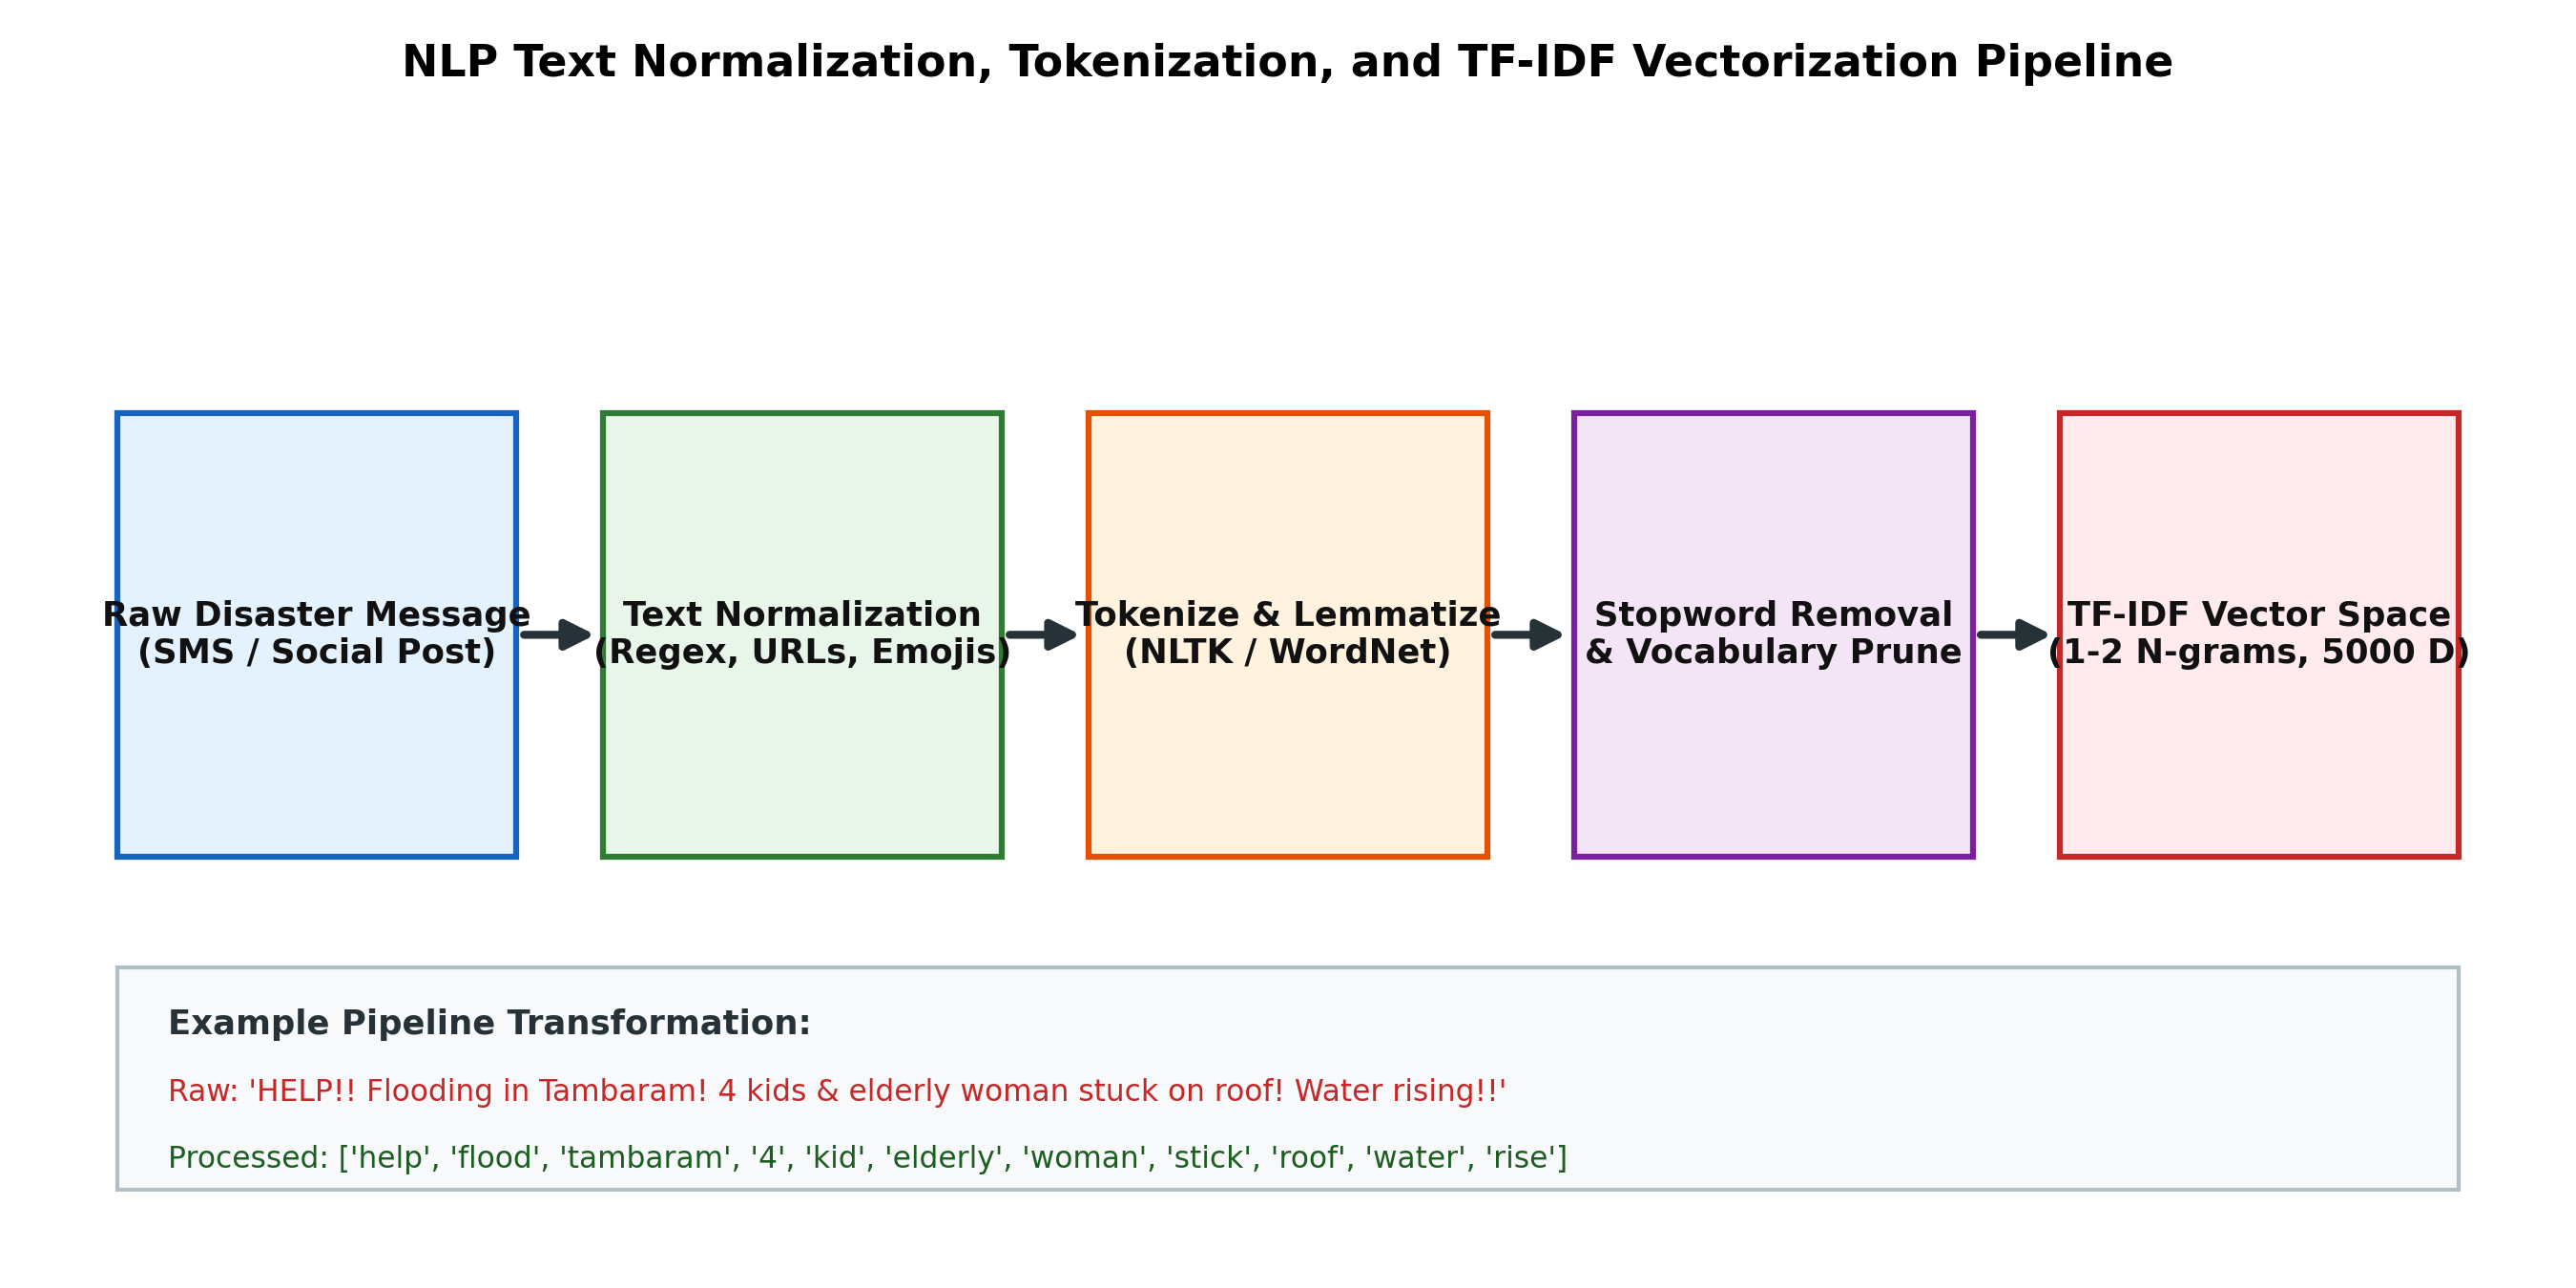 NLP Text Normalization, Tokenization, and TF-IDF Vectorization Pipeline
Raw Disaster Message
(SMS / Social Post)
Text Normalization
(Regex, URLs, Emojis)
Tokenize & Lemmatize
(NLTK / WordNet)
Stopword Removal
& Vocabulary Prune
TF-IDF Vector Space
(1-2 N-grams, 5000 D)
Example Pipeline Transformation:
Raw: 'HELP!! Flooding in Tambaram! 4 kids & elderly woman stuck on roof! Water rising!!'
Processed: ['help', 'flood', 'tambaram', '4', 'kid', 'elderly', 'woman', 'stick', 'roof', 'water', 'rise']